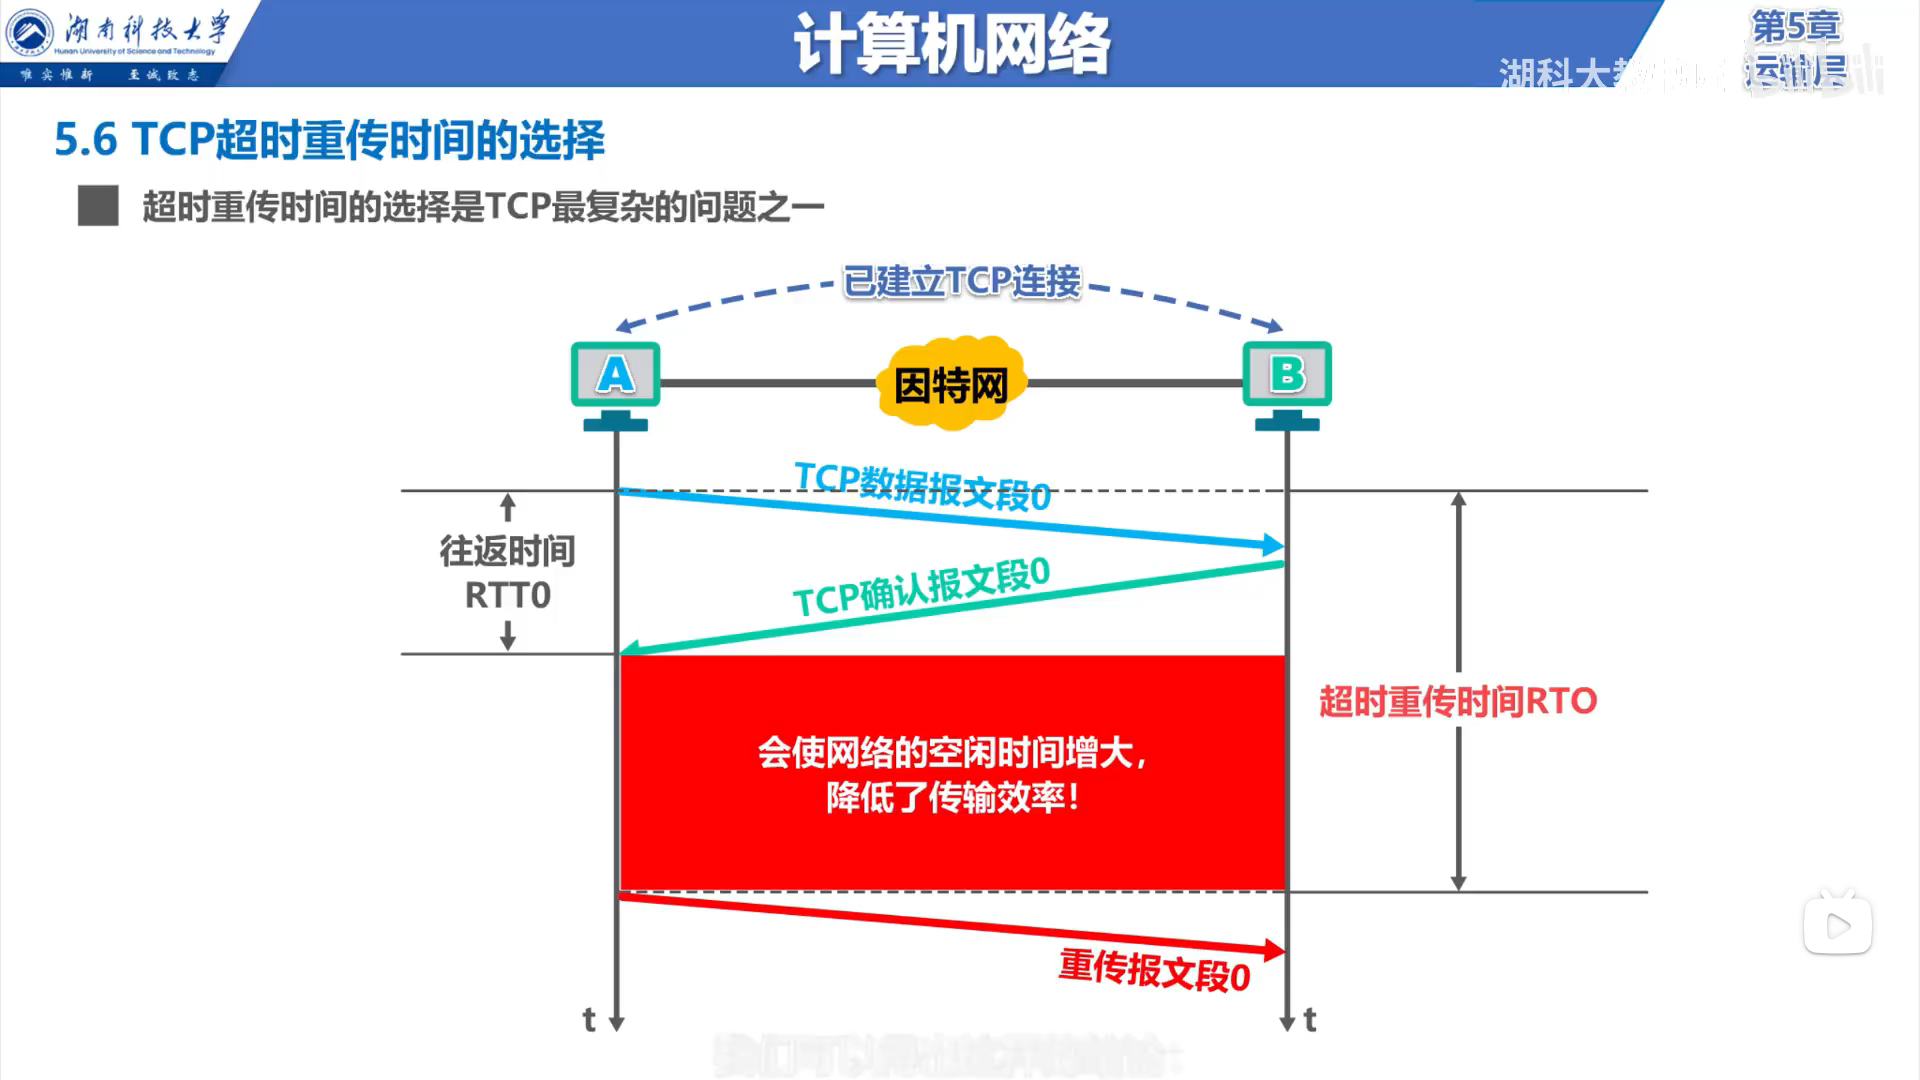 湖南科技大学
Hunan University of Science and Technology
唯实惟新 至诚致志
计算机网络
第5章
运输层
湖科大
5.6 TCP超时重传时间的选择
超时重传时间的选择是TCP最复杂的问题之一
已建立TCP连接
A
因特网
B
TCP数据报文段0
往返时间
RTT0
TCP确认报文段0
超时重传时间RTO
会使网络的空闲时间增大，
降低了传输效率！
重传报文段0
t
t